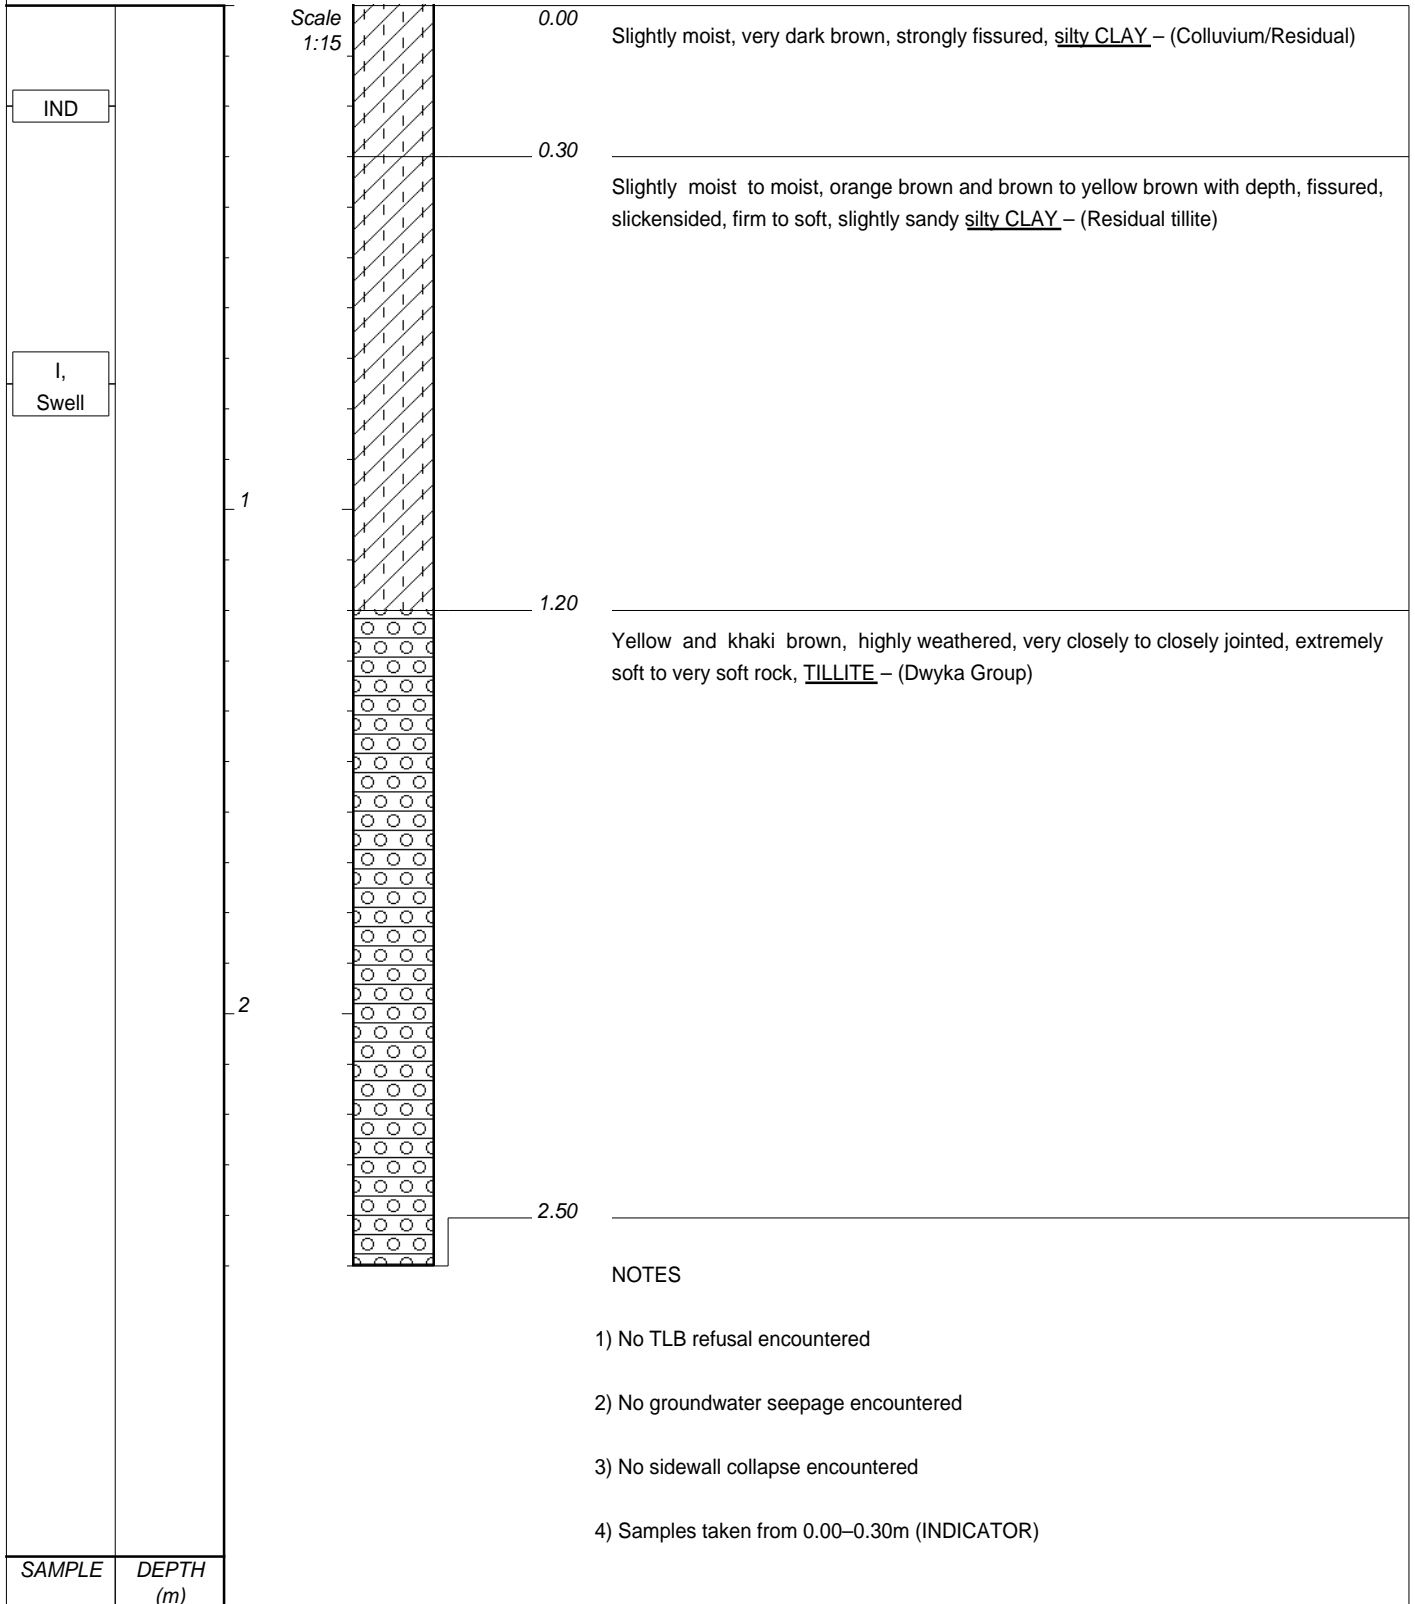 Scale
1:15
0.00
Slightly moist, very dark brown, strongly fissured, silty CLAY – (Colluvium/Residual)
IND
0.30
Slightly moist to moist, orange brown and brown to yellow brown with depth, fissured,
slickensided, firm to soft, slightly sandy silty CLAY – (Residual tillite)
I,
Swell
1
1.20
Yellow and khaki brown, highly weathered, very closely to closely jointed, extremely
soft to very soft rock, TILLITE – (Dwyka Group)
2
2.50
NOTES
1) No TLB refusal encountered
2) No groundwater seepage encountered
3) No sidewall collapse encountered
4) Samples taken from 0.00–0.30m (INDICATOR)
SAMPLE
DEPTH
(m)